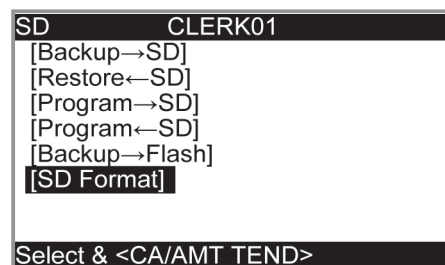 SD CLERK01
[Backup→SD]
[Restore←SD]
[Program→SD]
[Program←SD]
[Backup→Flash]
[SD Format]
Select & <CA/AMT TEND>